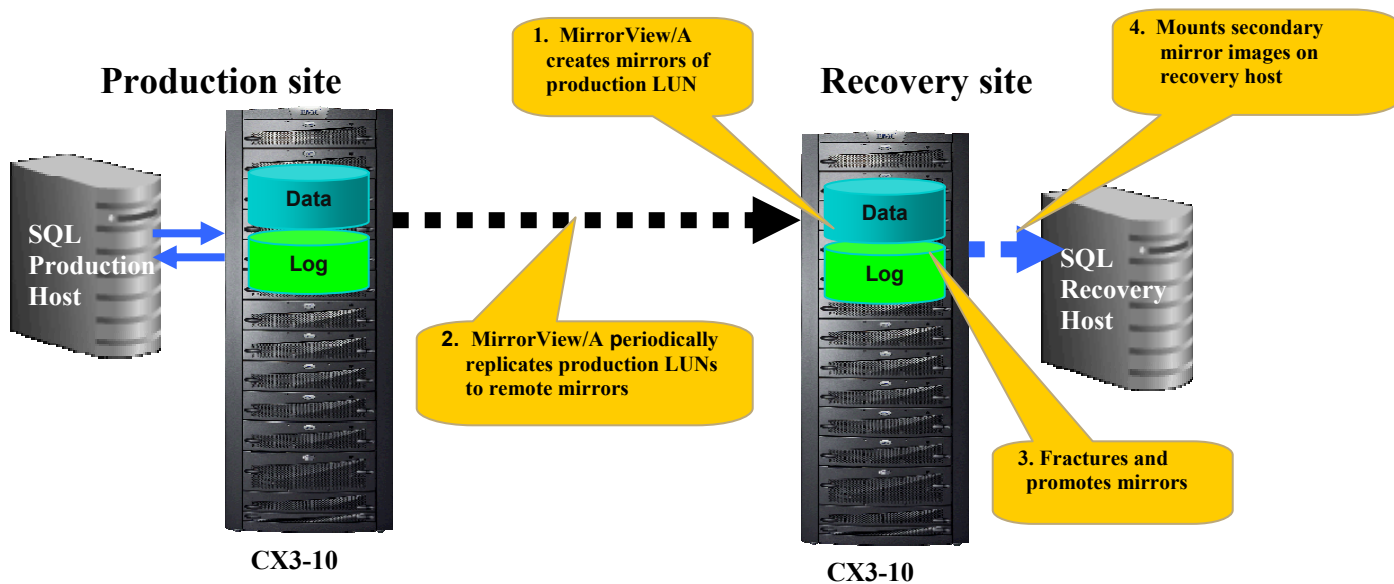 Production site
Recovery site
1. MirrorView/A
creates mirrors of
production LUN
4. Mounts secondary
mirror images on
recovery host
SQL
Production
Host
Data
Log
Data
Log
SQL
Recovery
Host
2. MirrorView/A periodically
replicates production LUNs
to remote mirrors
3. Fractures and
promotes mirrors
CX3-10
CX3-10